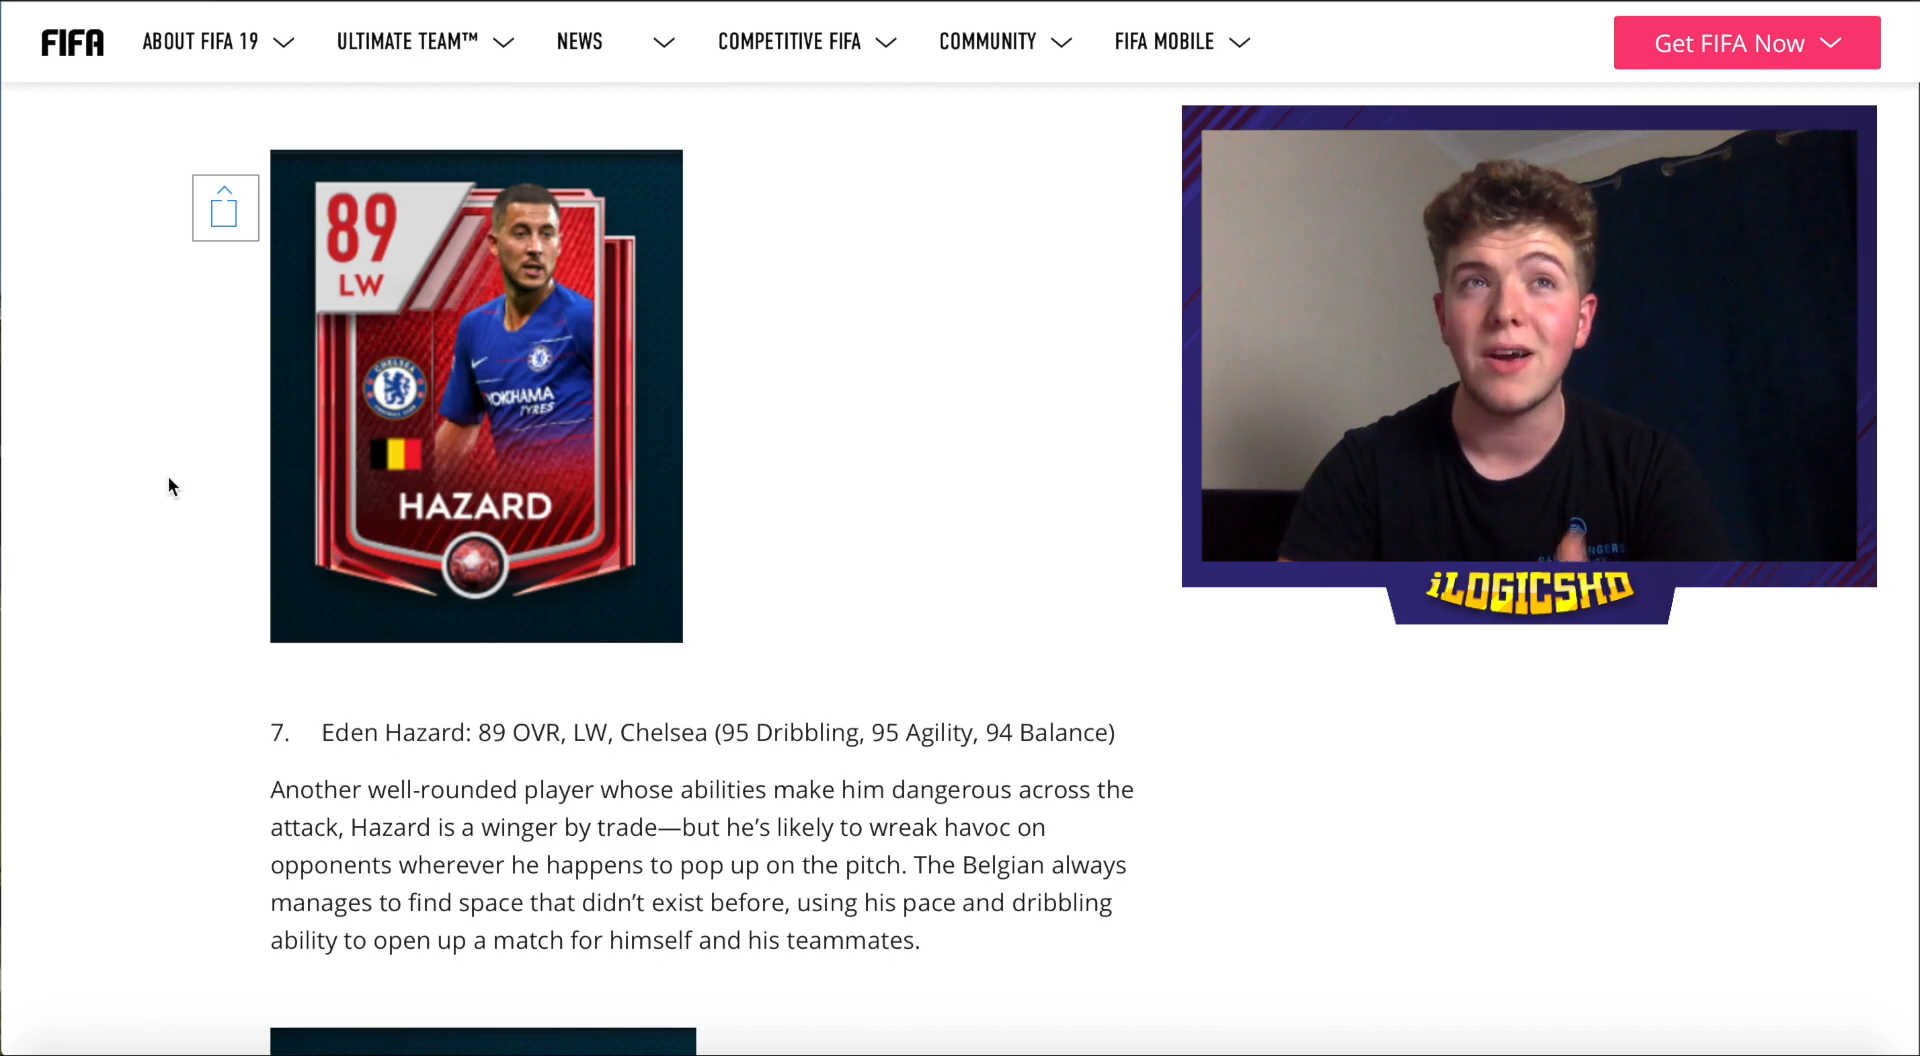 FIFA ABOUT FIFA 19 ULTIMATE TEAM™ NEWS COMPETITIVE FIFA COMMUNITY FIFA MOBILE Get FIFA Now
89
LW
CHELSEA
FOOTBALL CLUB
YOKOHAMA
TYRES
HAZARD
iLOGICSHD
7. Eden Hazard: 89 OVR, LW, Chelsea (95 Dribbling, 95 Agility, 94 Balance)
Another well-rounded player whose abilities make him dangerous across the
attack, Hazard is a winger by trade—but he’s likely to wreak havoc on
opponents wherever he happens to pop up on the pitch. The Belgian always
manages to find space that didn’t exist before, using his pace and dribbling
ability to open up a match for himself and his teammates.